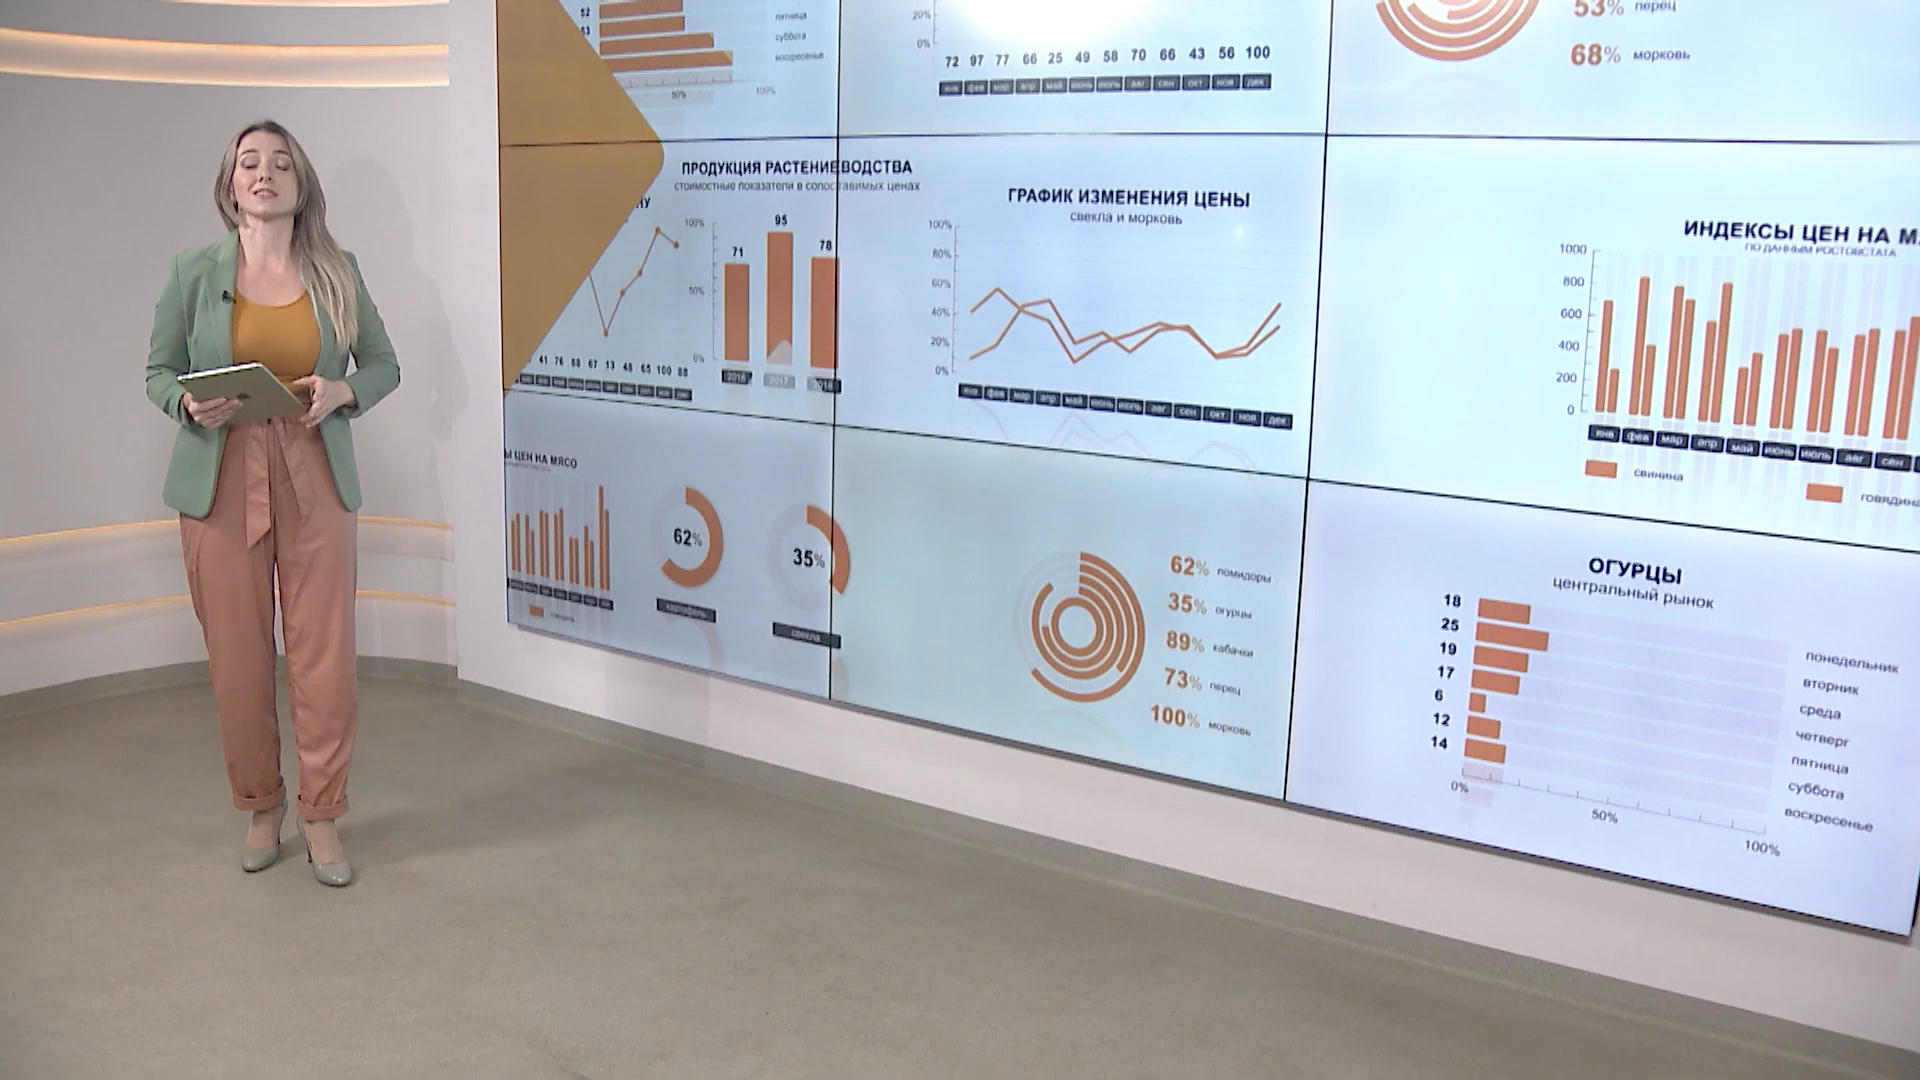 52
53
пятница
суббота
воскресенье
50%
100%
20%
0%
72 97 77 66 25 49 58 70 66 43 56 100
янв фев мар апр май июнь июль авг сен окт ноя дек
53% перец
68% морковь
ПРОДУКЦИЯ РАСТЕНИЕВОДСТВА
стоимостные показатели в сопоставимых ценах
НУ
100%
50%
0%
71
95
78
2016
2017
2018
41 76 68 67 13 48 65 100 88
ГРАФИК ИЗМЕНЕНИЯ ЦЕНЫ
свекла и морковь
100%
80%
60%
40%
20%
0%
янв фев мар апр май июнь июль авг сен окт ноя дек
ИНДЕКСЫ ЦЕН НА М
ПО ДАННЫМ РОСТОВСТАТА
1000
800
600
400
200
0
янв фев мар апр май июнь июль авг сен
свинина
говядина
Ы ЦЕН НА МЯСО
62%
картофель
35%
свекла
62% помидоры
35% огурцы
89% кабачки
73% перец
100% морковь
ОГУРЦЫ
центральный рынок
18
25
19
17
6
12
14
понедельник
вторник
среда
четверг
пятница
суббота
воскресенье
0%
50%
100%